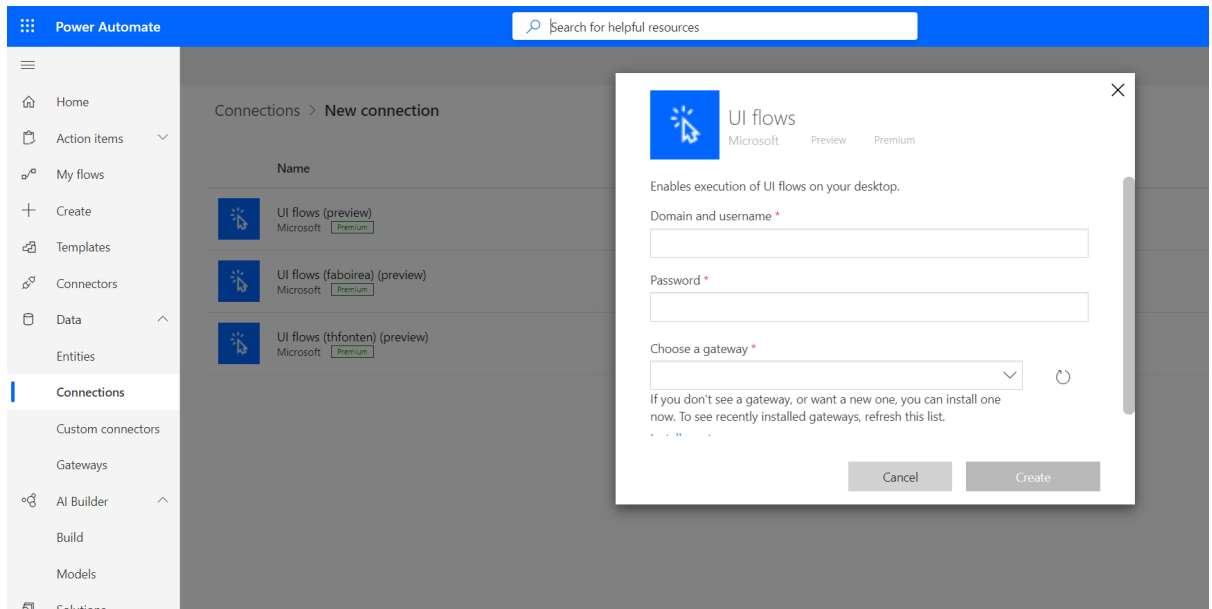 Power Automate
Search for helpful resources
Home
Action items
My flows
Create
Templates
Connectors
Data
Entities
Connections
Custom connectors
Gateways
AI Builder
Build
Models
Solutions
Connections > New connection
Name
UI flows (preview)
Microsoft Premium
UI flows (faboirea) (preview)
Microsoft Premium
UI flows (thfonten) (preview)
Microsoft Premium
UI flows
Microsoft Preview Premium
Enables execution of UI flows on your desktop.
Domain and username *
Password *
Choose a gateway *
If you don't see a gateway, or want a new one, you can install one
now. To see recently installed gateways, refresh this list.
Cancel Create